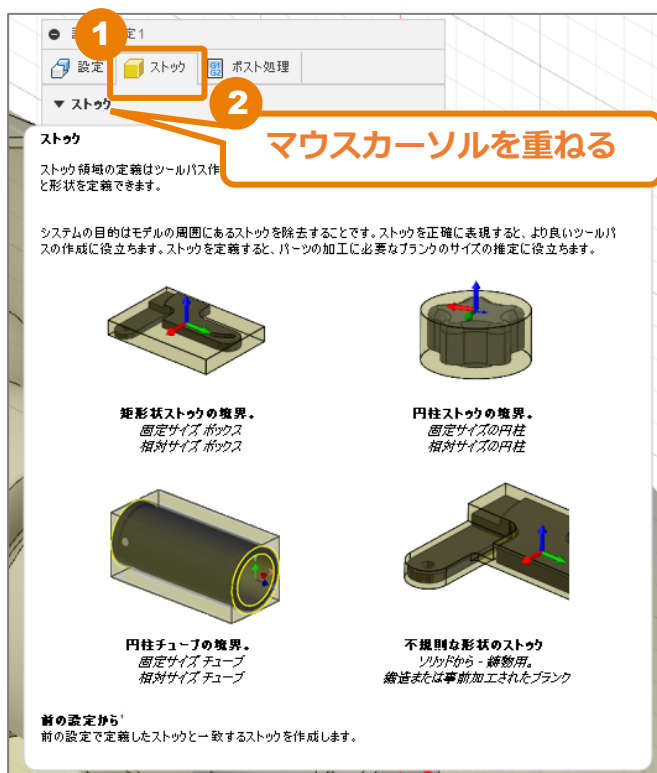 定1
1
設定
ストック
ポスト処理
▼ ストック
2
マウスカーソルを重ねる
ストック
ストック領域の定義はツールパス作
と形状を定義できます。
システムの目的はモデルの周囲にあるストックを除去することです。ストックを正確に表現すると、より良いツールパ
スの作成に役立ちます。ストックを定義すると、パーツの加工に必要なブランクのサイズの推定に役立ちます。
矩形状ストックの境界。
固定サイズ ボックス
相対サイズ ボックス
円柱ストックの境界。
固定サイズの円柱
相対サイズの円柱
円柱チューブの境界。
固定サイズ チューブ
相対サイズ チューブ
不規則な形状のストック
ソリッドから - 鋳物用。
鍛造または事前加工されたブランク
前の設定から'
前の設定で定義したストックと一致するストックを作成します。